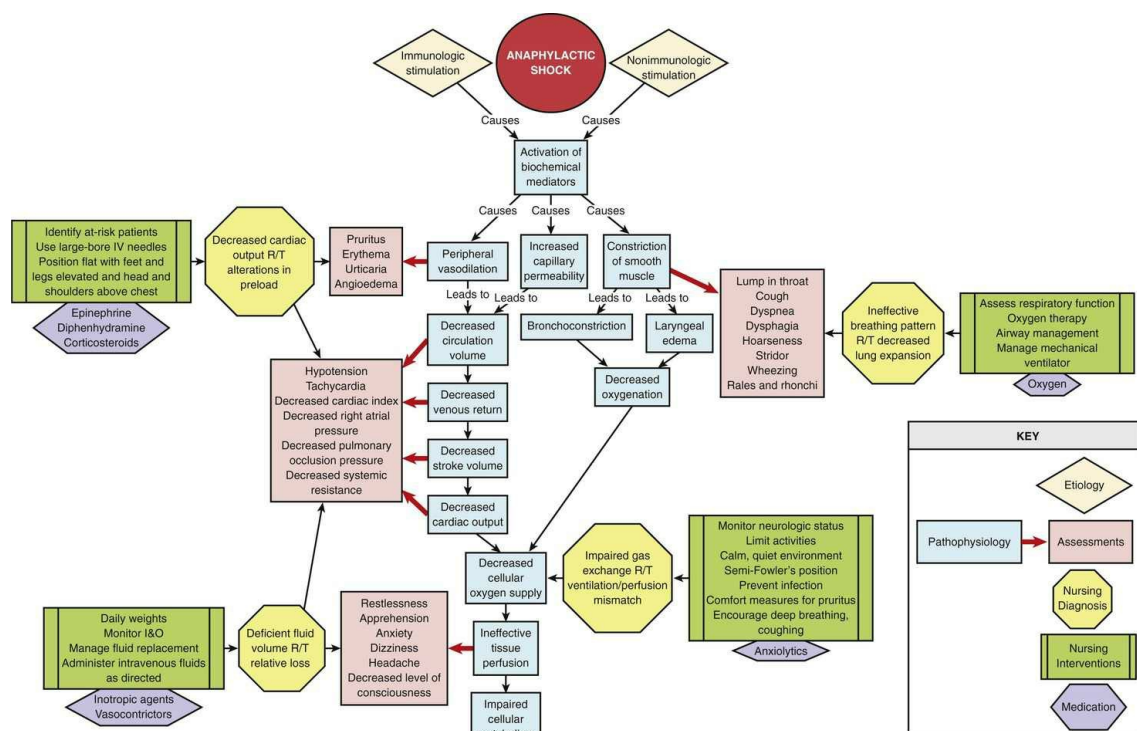 Immunologic
stimulation
ANAPHYLACTIC
SHOCK
Nonimmunologic
stimulation
Causes
Causes
Activation of
biochemical
mediators
Causes
Causes
Causes
Identify at-risk patients
Use large-bore IV needles
Position flat with feet and
legs elevated and head and
shoulders above chest
Epinephrine
Diphenhydramine
Corticosteroids
Decreased cardiac
output R/T
alterations in
preload
Pruritus
Erythema
Urticaria
Angioedema
Peripheral
vasodilation
Increased
capillary
permeability
Constriction
of smooth
muscle
Leads to
Leads to
Leads to
Leads to
Lump in throat
Cough
Dyspnea
Dysphagia
Hoarseness
Stridor
Wheezing
Rales and rhonchi
Ineffective
breathing pattern
R/T decreased
lung expansion
Assess respiratory function
Oxygen therapy
Airway management
Manage mechanical
ventilator
Oxygen
Decreased
circulation
volume
Bronchoconstriction
Laryngeal
edema
Decreased
oxygenation
Hypotension
Tachycardia
Decreased cardiac index
Decreased right atrial
pressure
Decreased pulmonary
occlusion pressure
Decreased systemic
resistance
Decreased
venous return
Decreased
stroke volume
Decreased
cardiac output
Decreased
cellular
oxygen supply
Impaired gas
exchange R/T
ventilation/perfusion
mismatch
Monitor neurologic status
Limit activities
Calm, quiet environment
Semi-Fowler's position
Prevent infection
Comfort measures for pruritus
Encourage deep breathing,
coughing
Anxiolytics
Daily weights
Monitor I&O
Manage fluid replacement
Administer intravenous fluids
as directed
Inotropic agents
Vasocontrictors
Deficient fluid
volume R/T
relative loss
Restlessness
Apprehension
Anxiety
Dizziness
Headache
Decreased level of
consciousness
Ineffective
tissue
perfusion
Impaired
cellular
KEY
Etiology
Pathophysiology
Assessments
Nursing
Diagnosis
Nursing
Interventions
Medication